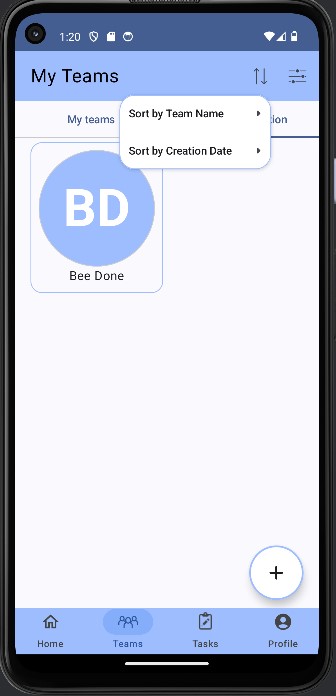 1:20
My Teams
Sort by Team Name
My teams
Sort by Creation Date
BD
Bee Done
+
Home
Teams
Tasks
Profile